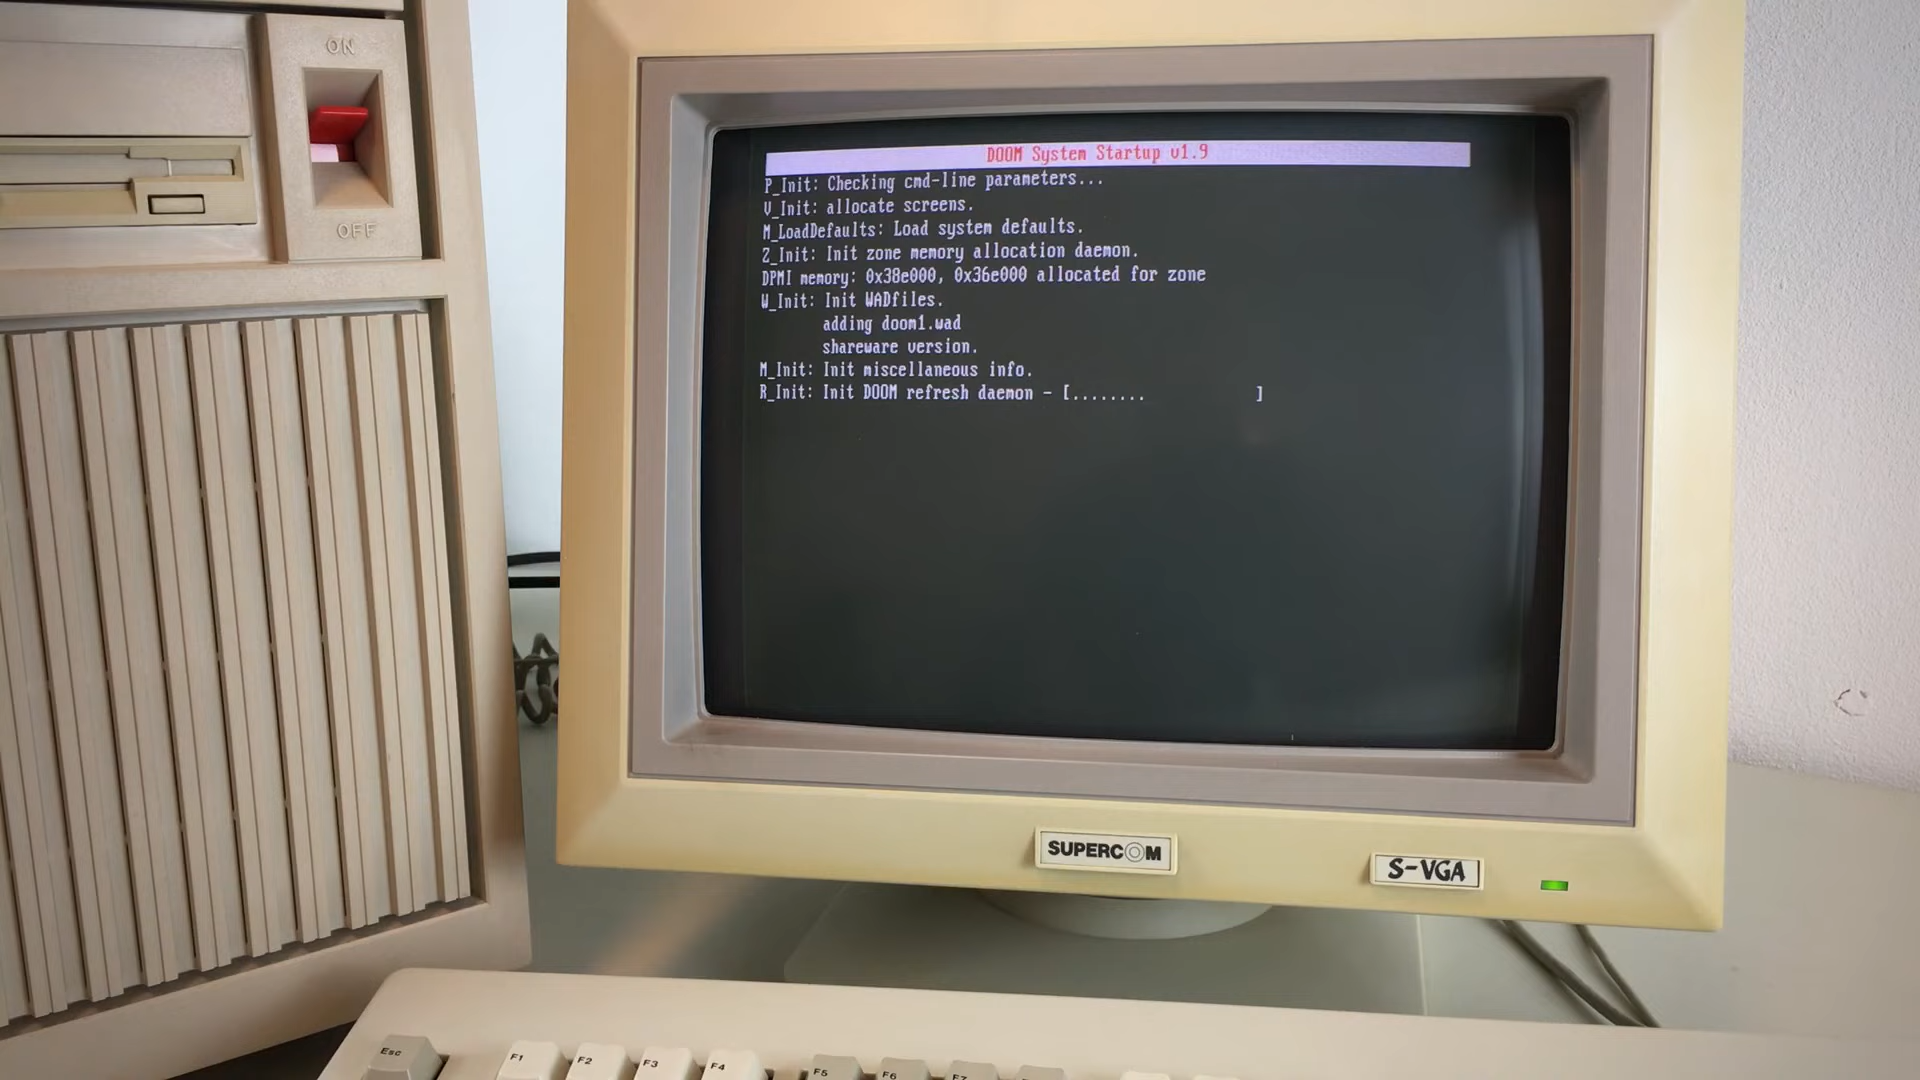 ON
OFF
DOOM System Startup v1.9
P_Init: Checking cmd-line parameters...
V_Init: allocate screens.
M_LoadDefaults: Load system defaults.
Z_Init: Init zone memory allocation daemon.
DPMI memory: 0x38e000, 0x36e000 allocated for zone
W_Init: Init WADfiles.
adding doom1.wad
shareware version.
M_Init: Init miscellaneous info.
R_Init: Init DOOM refresh daemon - [........ ]
SUPERCOM
S-VGA
Esc F1 F2 F3 F4 F5 F6 F7